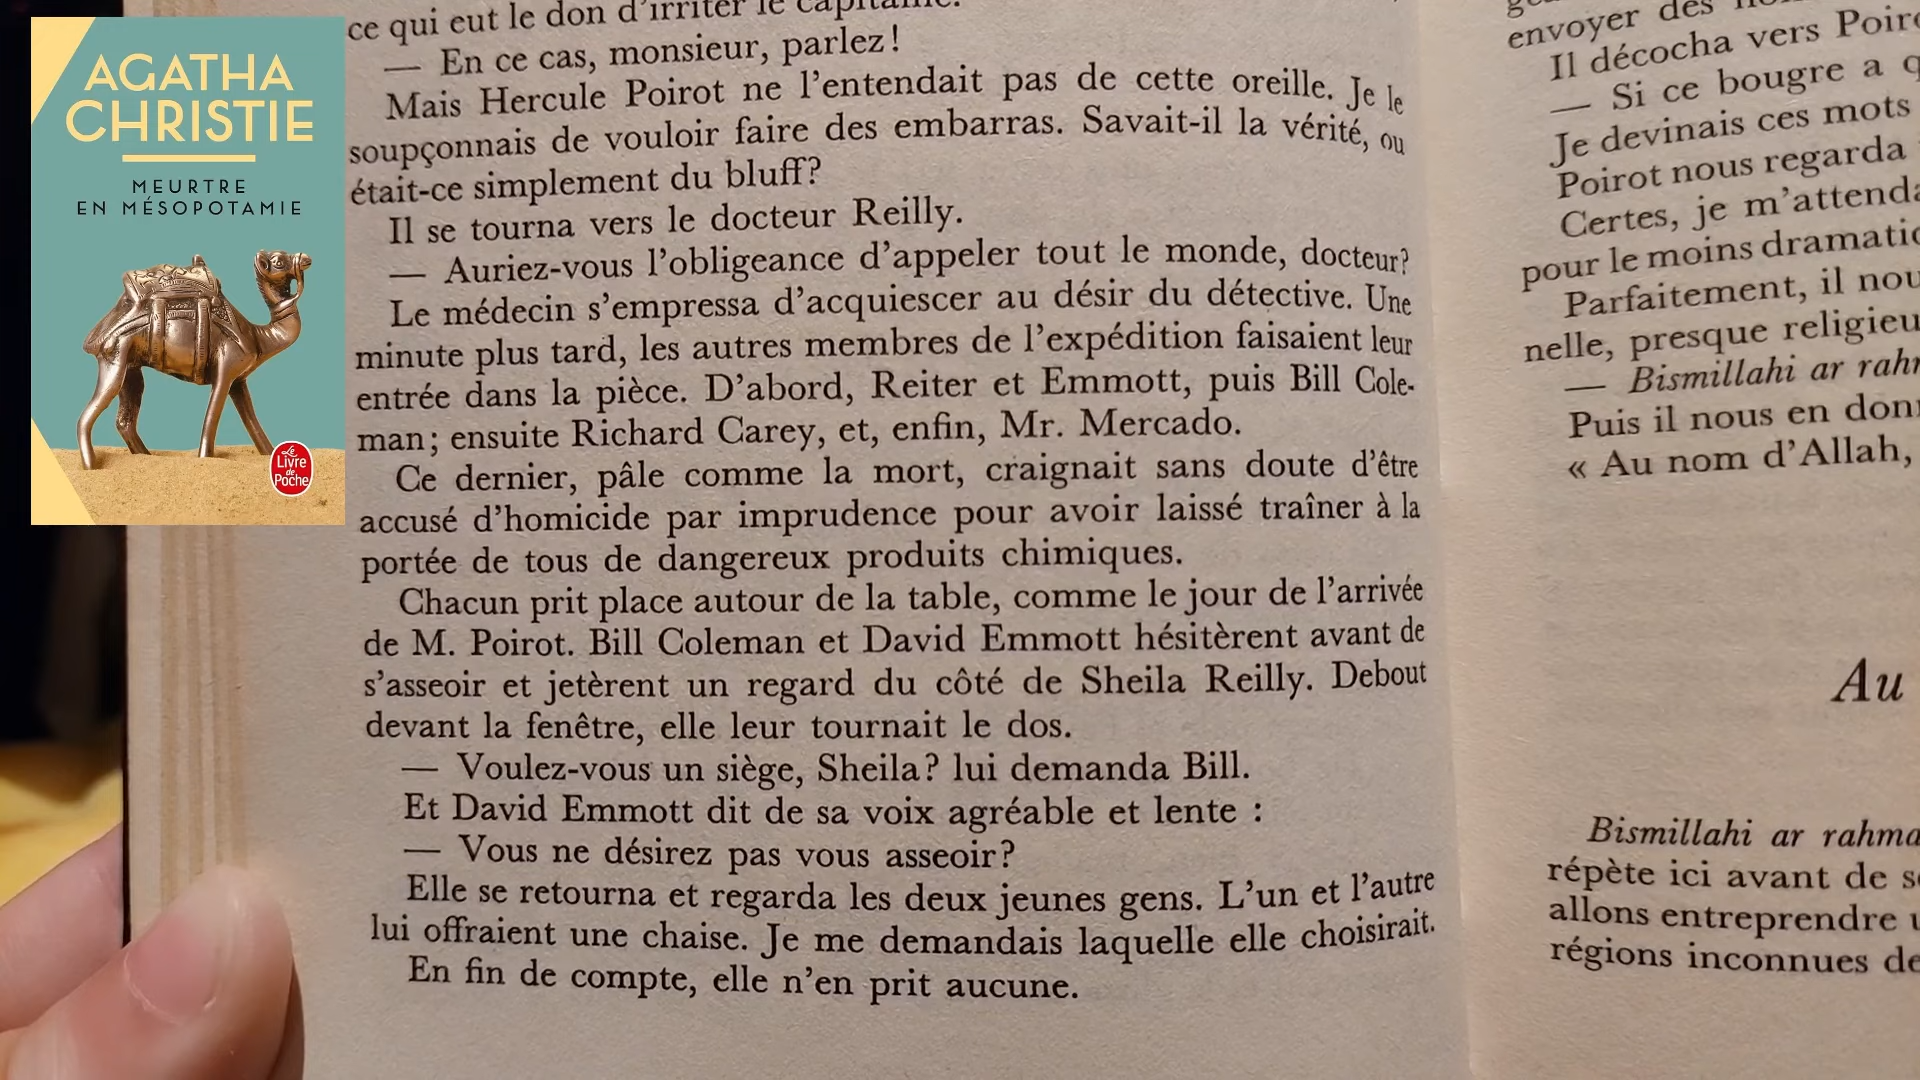 AGATHA
CHRISTIE
MEURTRE
EN MÉSOPOTAMIE
Le
Livre
de
Poche
ce qui eut le don d'irriter le capitaine.
— En ce cas, monsieur, parlez !
Mais Hercule Poirot ne l'entendait pas de cette oreille. Je le
soupçonnais de vouloir faire des embarras. Savait-il la vérité, ou
était-ce simplement du bluff?
Il se tourna vers le docteur Reilly.
— Auriez-vous l'obligeance d'appeler tout le monde, docteur?
Le médecin s'empressa d'acquiescer au désir du détective. Une
minute plus tard, les autres membres de l'expédition faisaient leur
entrée dans la pièce. D'abord, Reiter et Emmott, puis Bill Cole-
man; ensuite Richard Carey, et, enfin, Mr. Mercado.
Ce dernier, pâle comme la mort, craignait sans doute d'être
accusé d'homicide par imprudence pour avoir laissé traîner à la
portée de tous de dangereux produits chimiques.
Chacun prit place autour de la table, comme le jour de l'arrivée
de M. Poirot. Bill Coleman et David Emmott hésitèrent avant de
s'asseoir et jetèrent un regard du côté de Sheila Reilly. Debout
devant la fenêtre, elle leur tournait le dos.
— Voulez-vous un siège, Sheila? lui demanda Bill.
Et David Emmott dit de sa voix agréable et lente :
— Vous ne désirez pas vous asseoir?
Elle se retourna et regarda les deux jeunes gens. L'un et l'autre
lui offraient une chaise. Je me demandais laquelle elle choisirait.
En fin de compte, elle n'en prit aucune.
envoyer des
Il décocha vers
— Si ce bougre a
Je devinais ces mots
Poirot nous regarda
Certes, je
pour le moins
Parfaitement, il
nelle, presque
— Bismillahi ar
Puis il nous en
« Au nom d'Allah,
Au
Bismillahi ar
répète ici avant de
allons entreprendre
régions inconnues